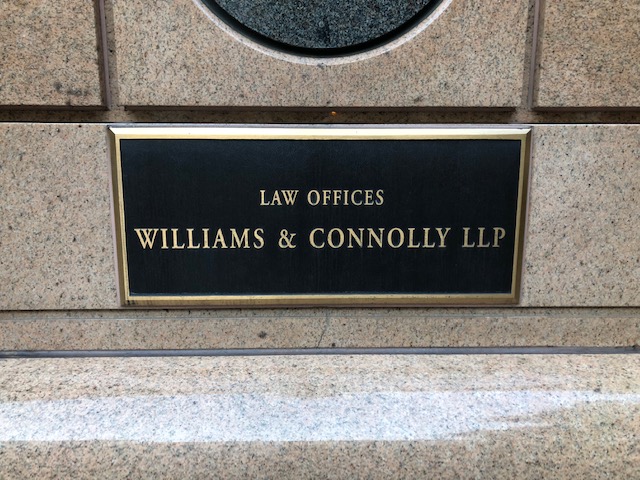 LAW OFFICES
WILLIAMS & CONNOLLY LLP